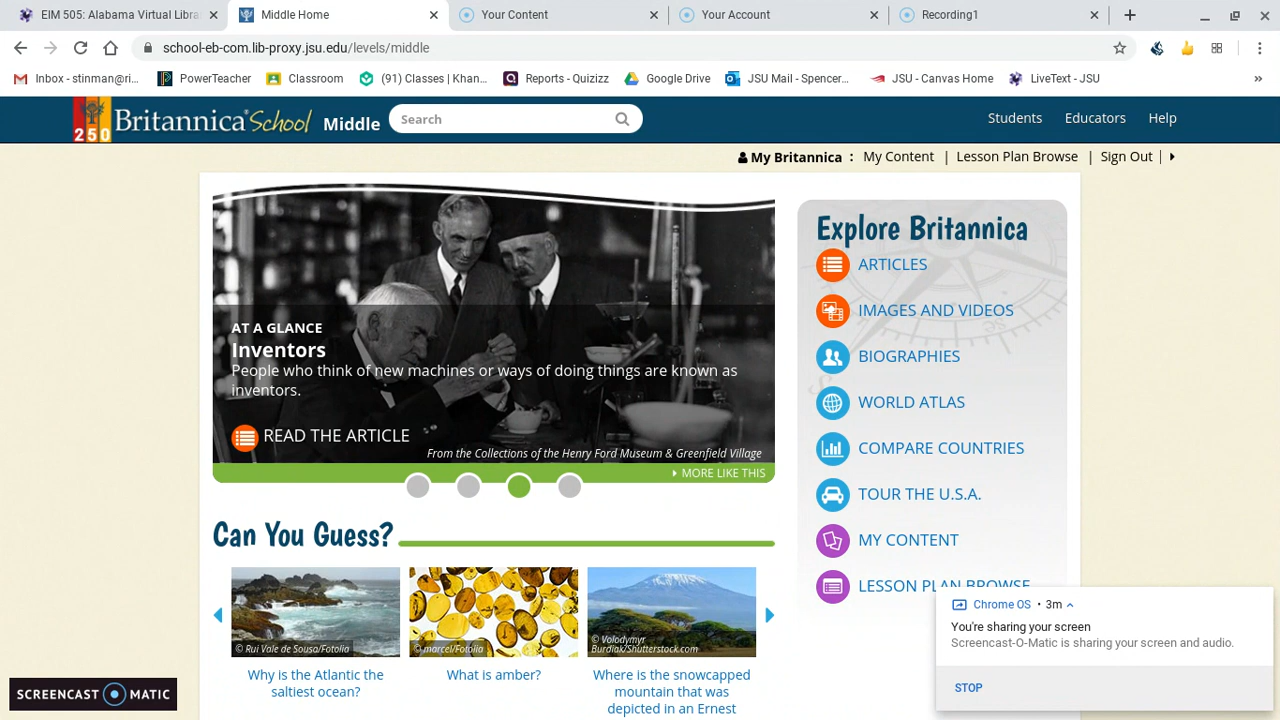 EIM 505: Alabama Virtual Libra
Middle Home
Your Content
Your Account
Recording1
school-eb-com.lib-proxy.jsu.edu/levels/middle
Inbox - stinman@ri...
PowerTeacher
Classroom
(91) Classes | Khan...
Reports - Quizizz
Google Drive
JSU Mail - Spencer...
JSU - Canvas Home
LiveText - JSU
»
250
Britannica® School Middle
Search
Students
Educators
Help
My Britannica : My Content | Lesson Plan Browse | Sign Out |
AT A GLANCE
Inventors
People who think of new machines or ways of doing things are known as
inventors.
READ THE ARTICLE
From the Collections of the Henry Ford Museum & Greenfield Village
MORE LIKE THIS
Explore Britannica
ARTICLES
IMAGES AND VIDEOS
BIOGRAPHIES
WORLD ATLAS
COMPARE COUNTRIES
TOUR THE U.S.A.
MY CONTENT
LESSON PLAN BROWSE
Can You Guess?
© Rui Vale de Sousa/Fotolia
© marcel/Fotolia
© Volodymyr
Burdiak/Shutterstock.com
Why is the Atlantic the
saltiest ocean?
What is amber?
Where is the snowcapped
mountain that was
depicted in an Ernest
Chrome OS • 3m
You're sharing your screen
Screencast-O-Matic is sharing your screen and audio.
STOP
SCREENCAST MATIC